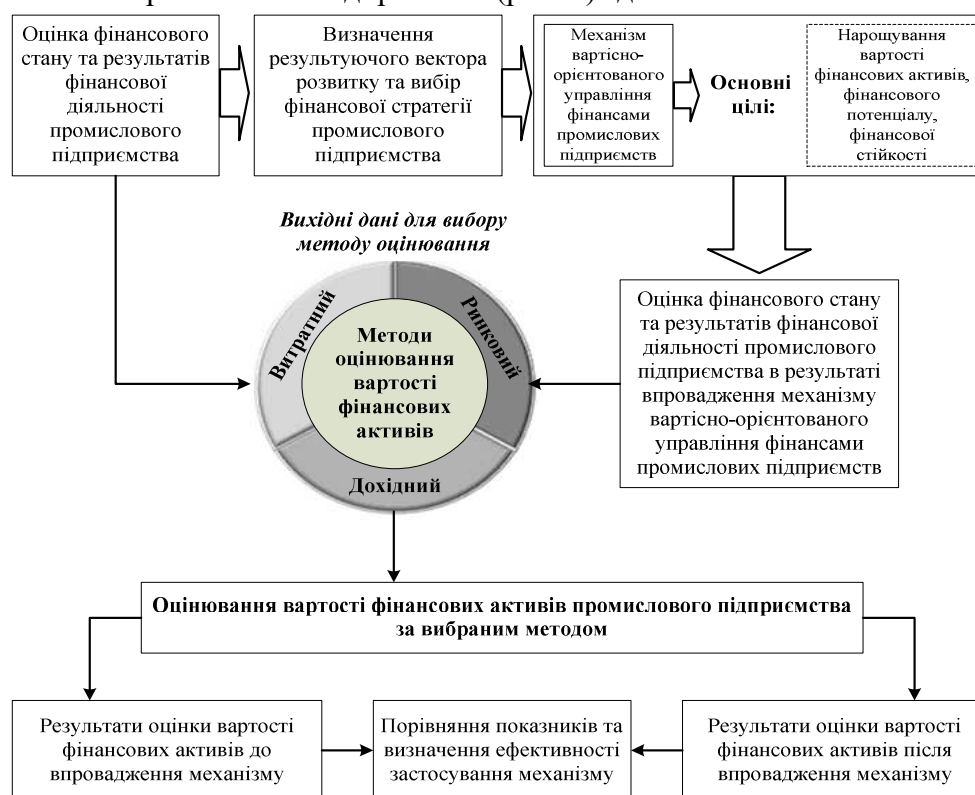 Оцінка фінансового
стану та результатів
фінансової
діяльності
промислового
підприємства
Визначення
результуючого вектора
розвитку та вибір
фінансової стратегії
промислового
підприємства
Механізм
вартісно-
орієнтованого
управління
фінансами
промислових
підприємств
Основні
цілі:
Нарощування
вартості
фінансових активів,
фінансового
потенціалу,
фінансової
стійкості
Вихідні дані для вибору
методу оцінювання
Витратний
Ринковий
Дохідний
Методи
оцінювання
вартості
фінансових
активів
Оцінка фінансового стану
та результатів фінансової
діяльності промислового
підприємства в результаті
впровадження механізму
вартісно-орієнтованого
управління фінансами
промислових підприємств
Оцінювання вартості фінансових активів промислового підприємства
за вибраним методом
Результати оцінки вартості
фінансових активів до
впровадження механізму
Порівняння показників та
визначення ефективності
застосування механізму
Результати оцінки вартості
фінансових активів після
впровадження механізму